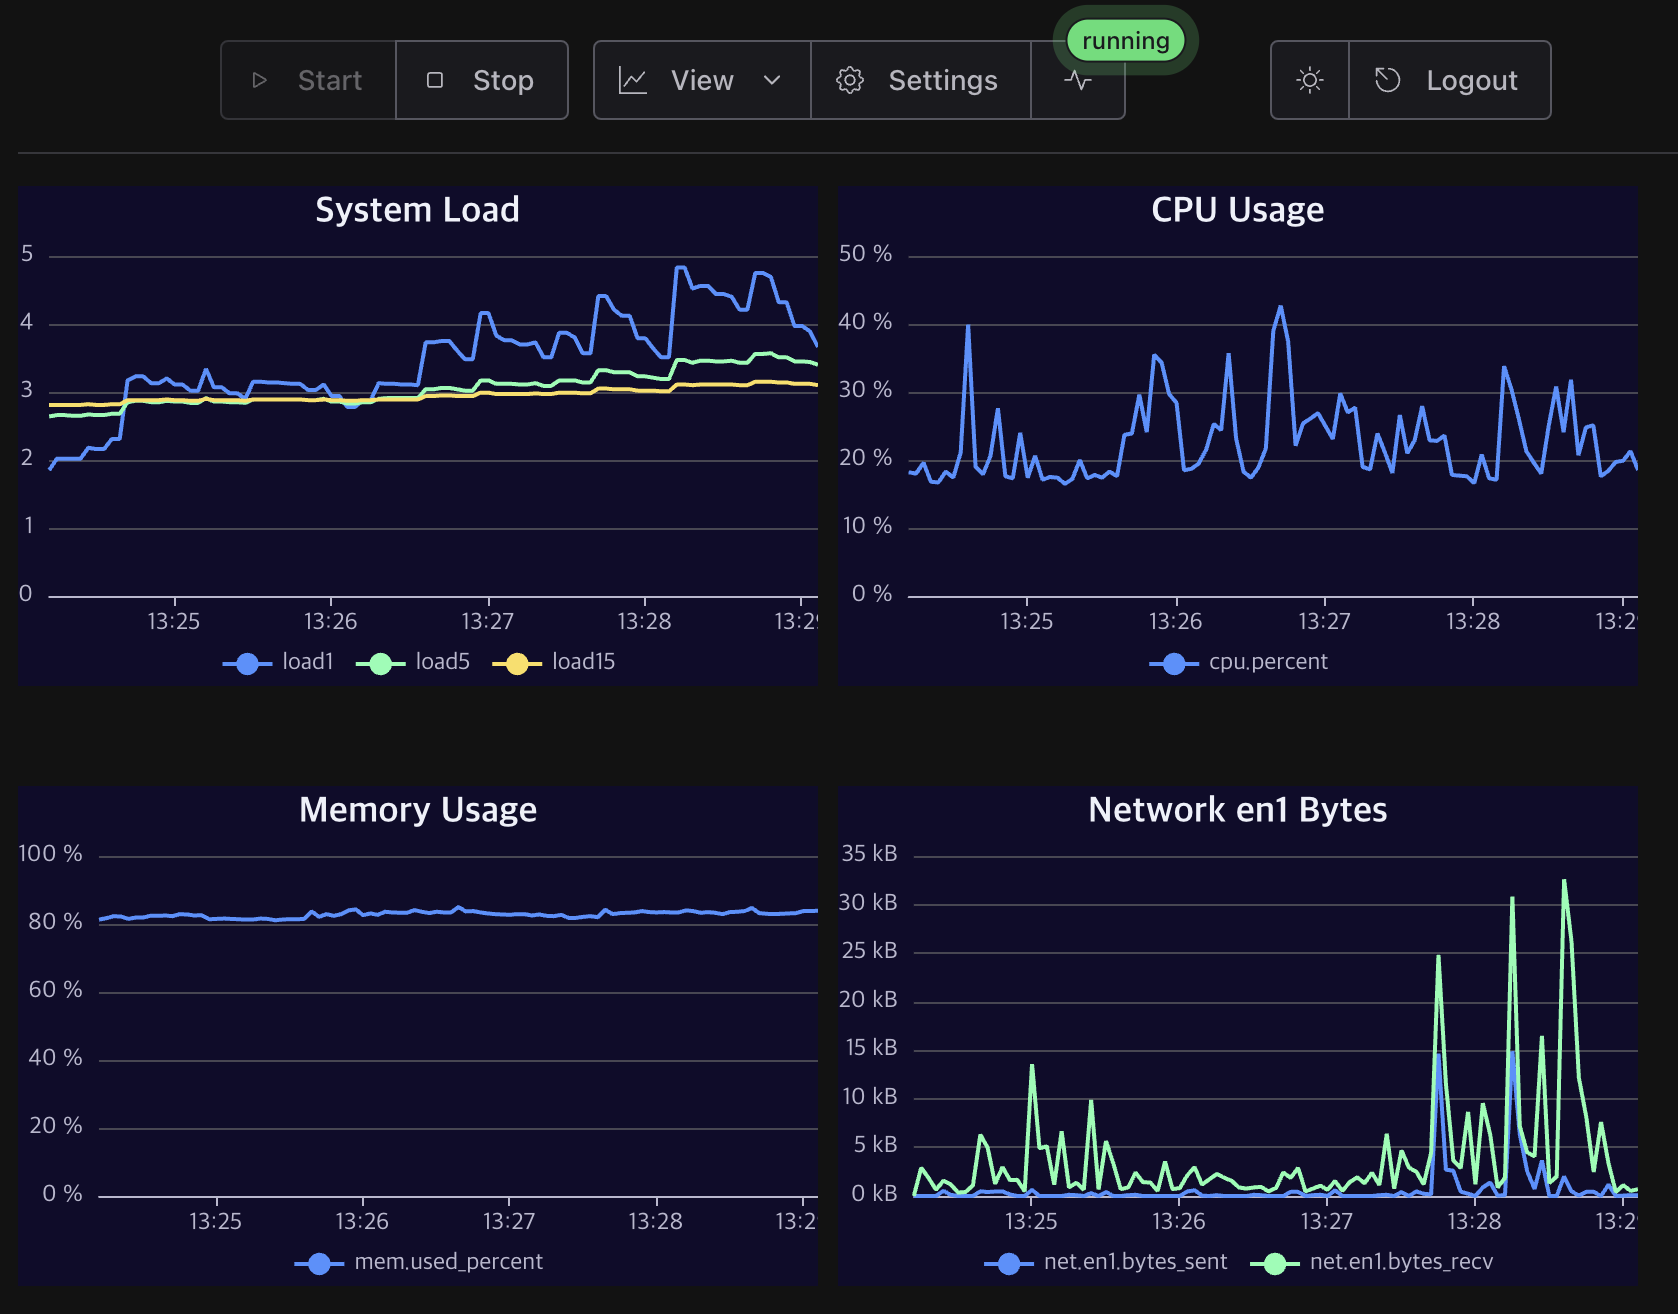 running
Start Stop View Settings Logout
System Load
5
4
3
2
1
0
13:25 13:26 13:27 13:28 13:29
load1 load5 load15
CPU Usage
50 %
40 %
30 %
20 %
10 %
0 %
13:25 13:26 13:27 13:28 13:2
cpu.percent
Memory Usage
100 %
80 %
60 %
40 %
20 %
0 %
13:25 13:26 13:27 13:28 13:2
mem.used_percent
Network en1 Bytes
35 kB
30 kB
25 kB
20 kB
15 kB
10 kB
5 kB
0 kB
13:25 13:26 13:27 13:28 13:2
net.en1.bytes_sent net.en1.bytes_recv